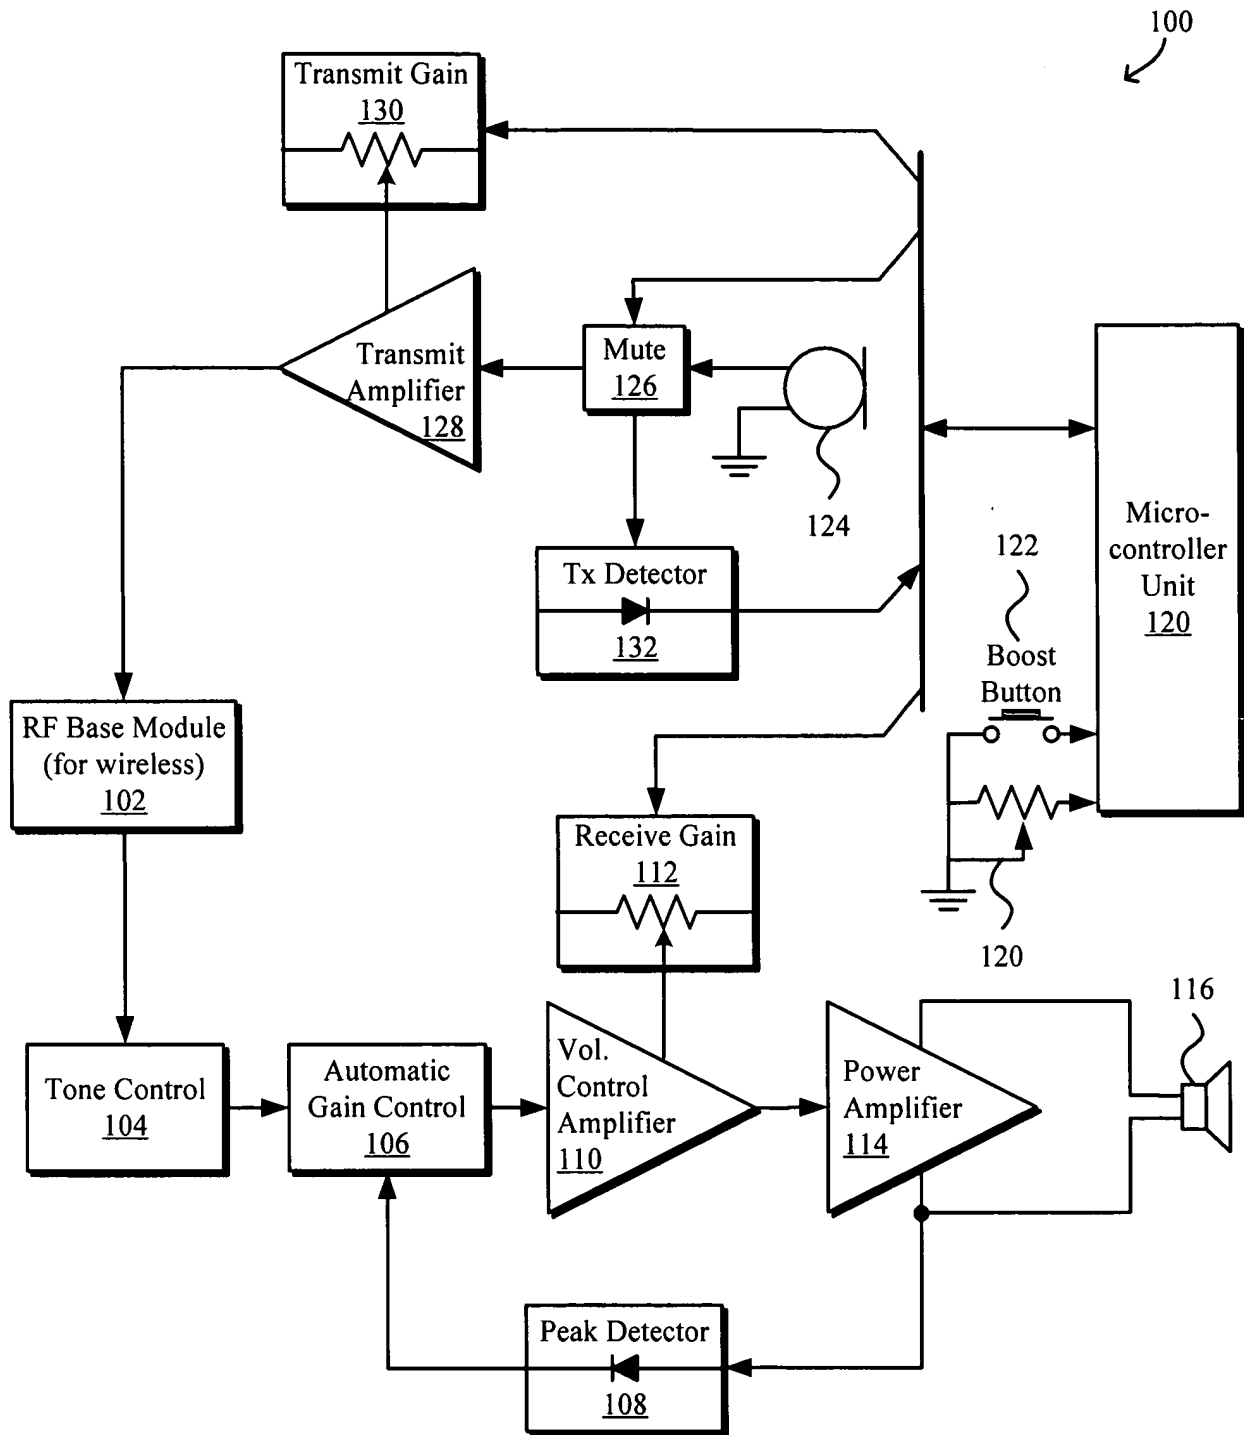 100
Transmit Gain
130
Transmit
Amplifier
128
Mute
126
124
Tx Detector
132
Micro-
controller
Unit
120
122
Boost
Button
120
RF Base Module
(for wireless)
102
Receive Gain
112
116
Tone Control
104
Automatic
Gain Control
106
Vol.
Control
Amplifier
110
Power
Amplifier
114
Peak Detector
108